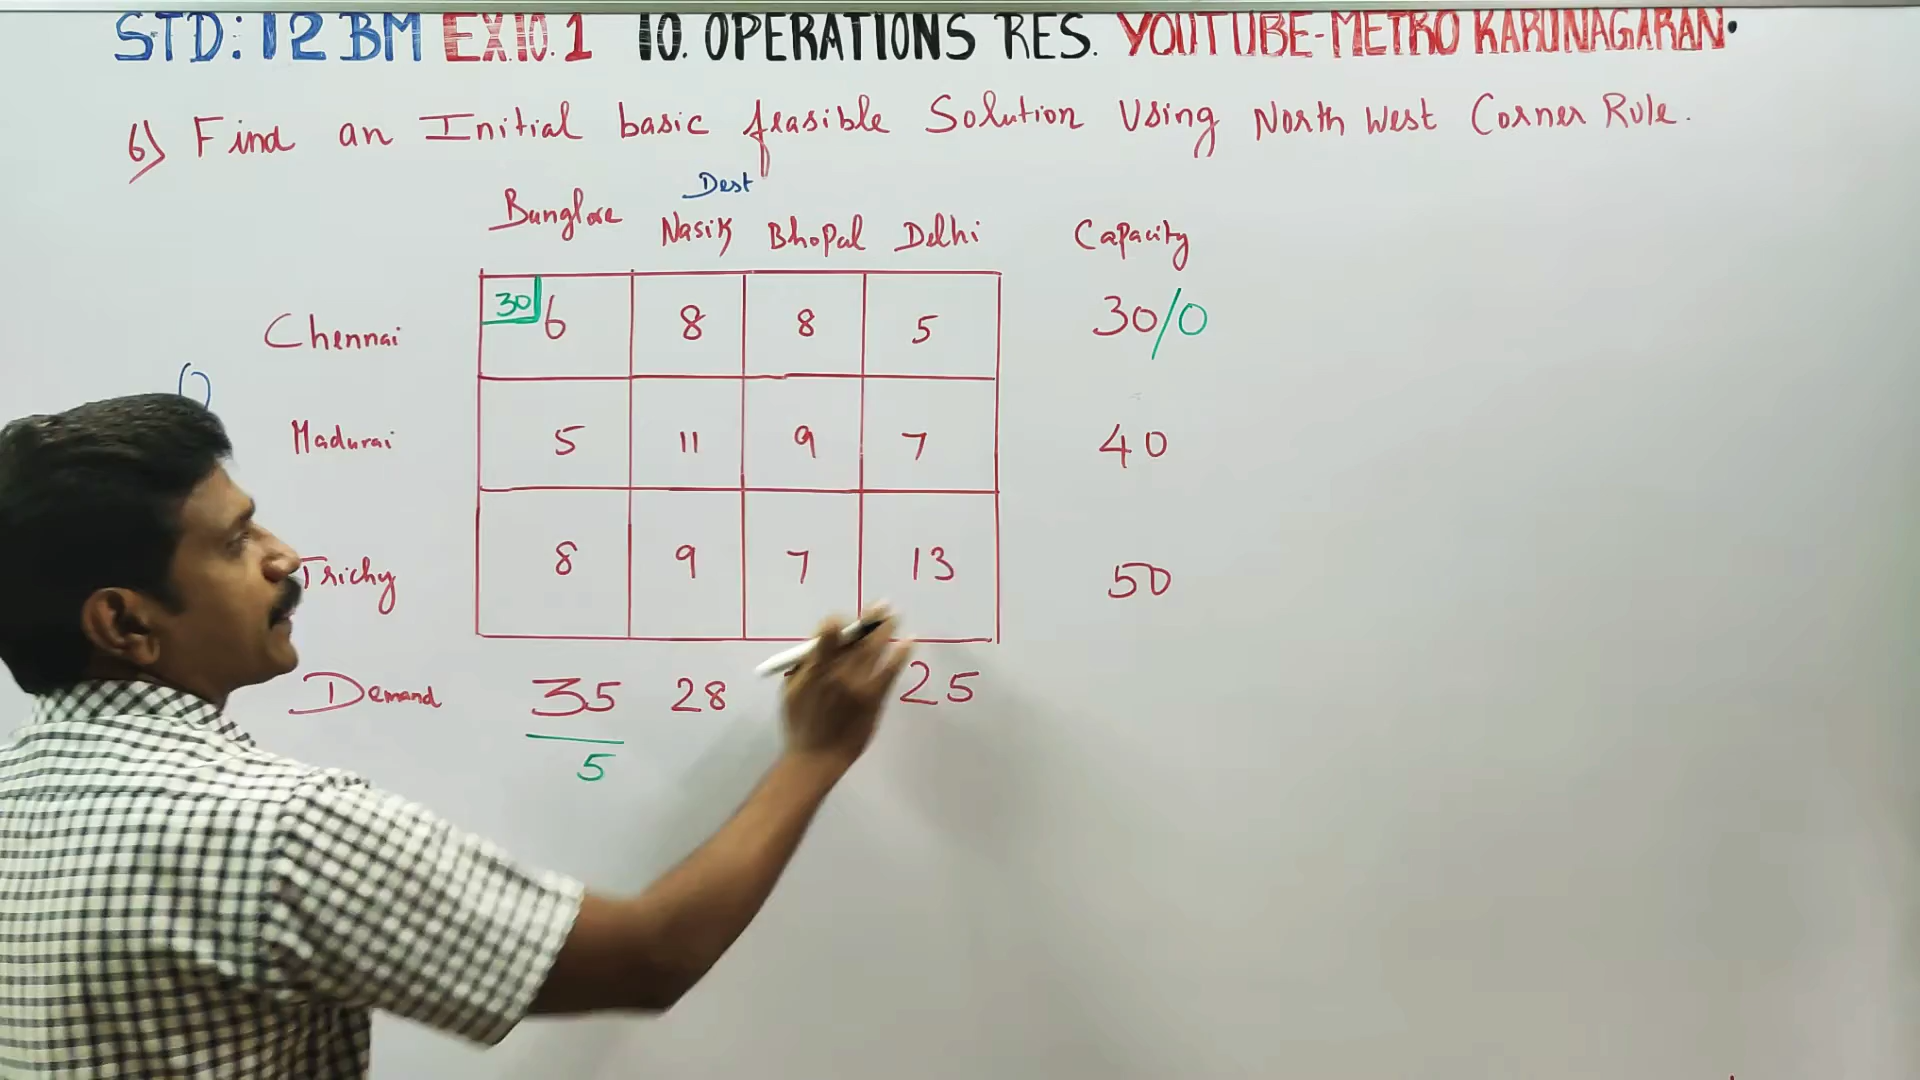 STD: 12 BM EX.10.1 10. OPERATIONS RES. YOUTUBE-METRO KARUNAGARAN.
6) Find an Initial basic feasible Solution Using North West Corner Rule.
Dest
Banglore Nasik Bhopal Delhi Capacity
Chennai 30 6 8 8 5 30/0
Madurai 5 11 9 7 40
Trichy 8 9 7 13 50
Demand 35 28 25
5